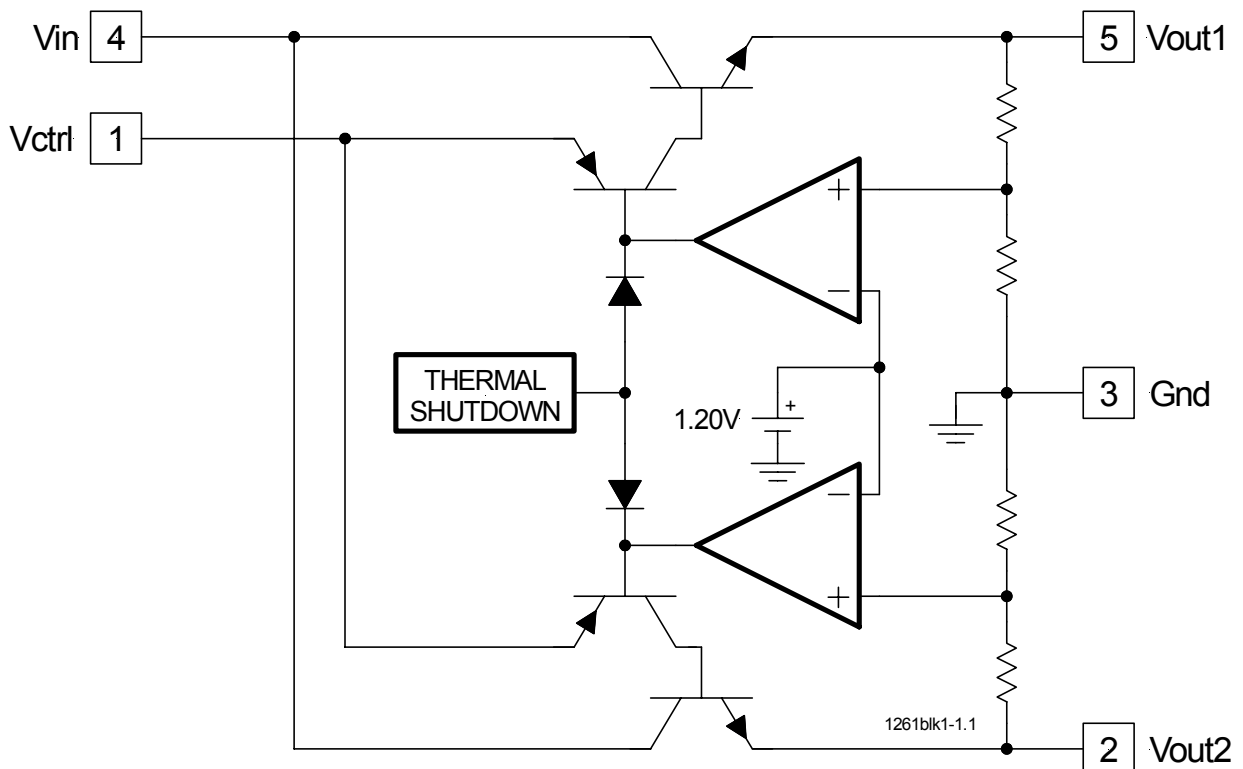 Vin 4
5 Vout1
Vctrl 1
+
−
THERMAL
SHUTDOWN
1.20V
+
3 Gnd
−
+
1261blk1-1.1
2 Vout2